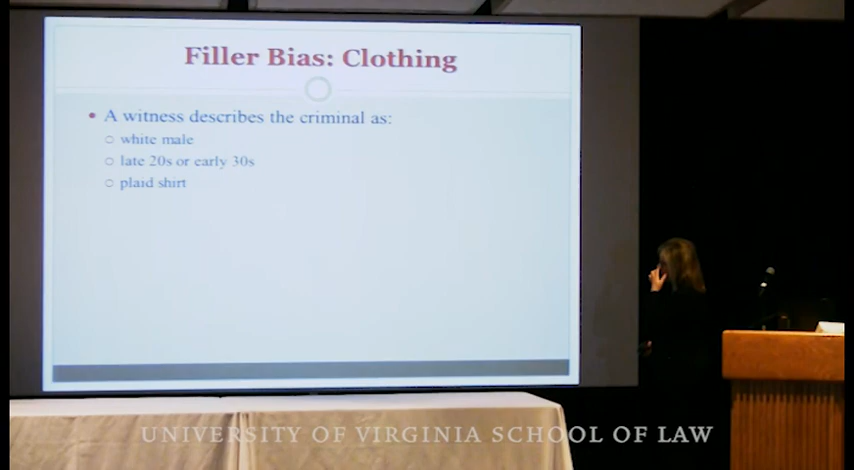 Filler Bias: Clothing
• A witness describes the criminal as:
○ white male
○ late 20s or early 30s
○ plaid shirt
UNIVERSITY OF VIRGINIA SCHOOL OF LAW